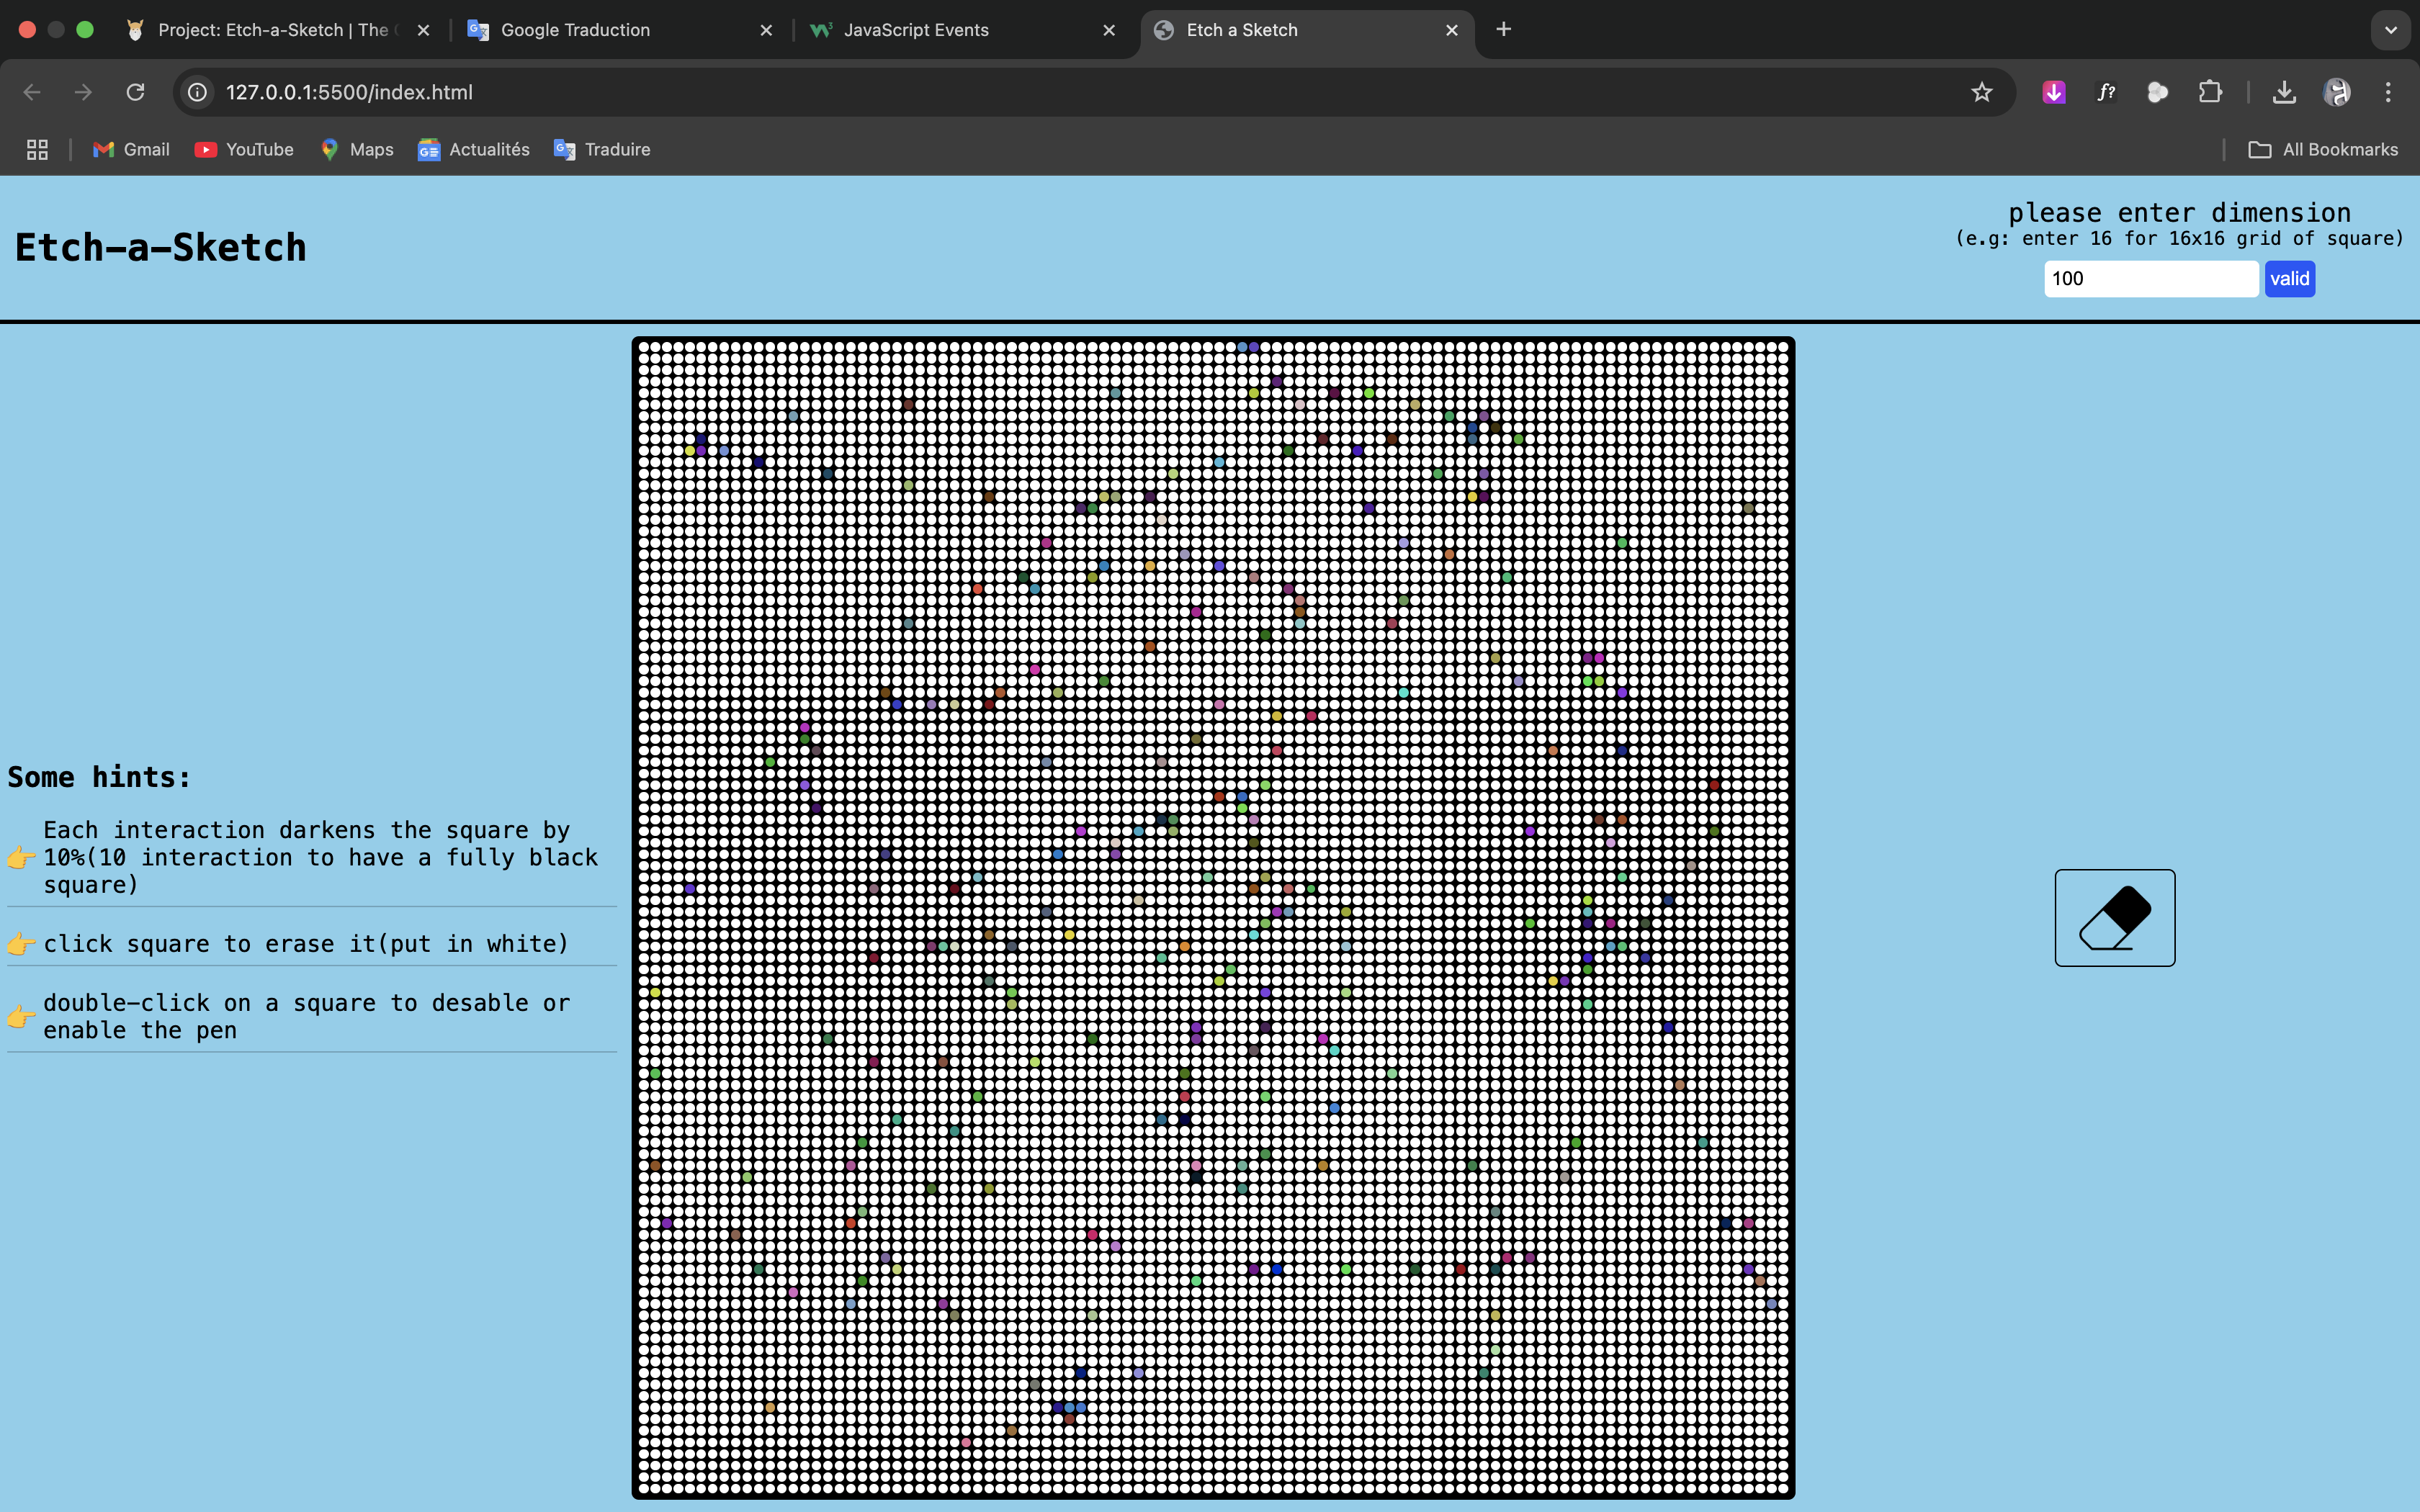 Project: Etch-a-Sketch | The
Google Traduction
JavaScript Events
Etch a Sketch
127.0.0.1:5500/index.html
f?
Gmail
YouTube
Maps
Actualités
Traduire
All Bookmarks
Etch-a-Sketch
please enter dimension
(e.g: enter 16 for 16x16 grid of square)
100
valid
Some hints:
Each interaction darkens the square by
10%(10 interaction to have a fully black
square)
click square to erase it(put in white)
double-click on a square to desable or
enable the pen